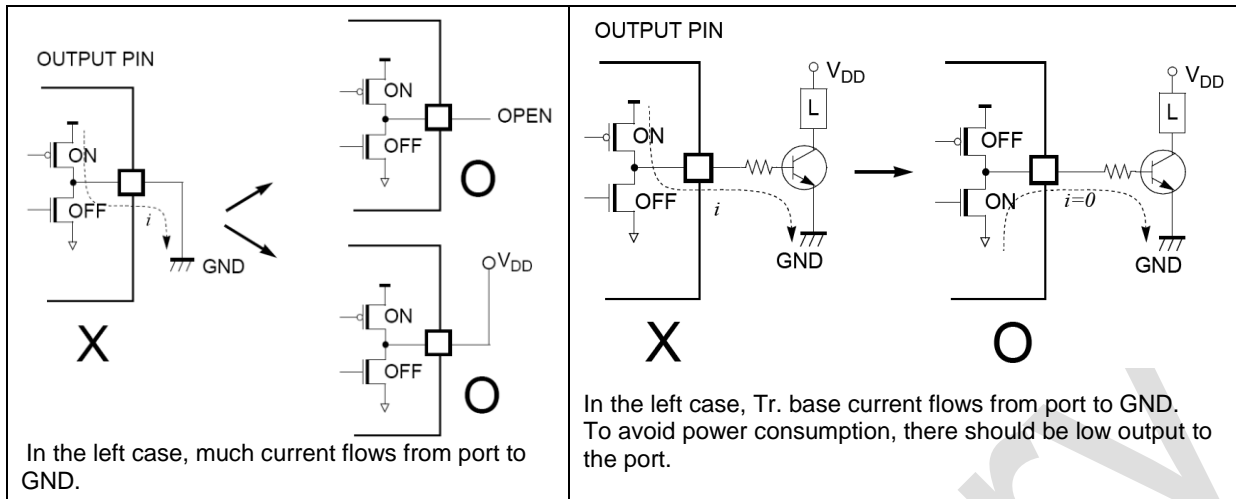 OUTPUT PIN
ON
OFF
i
GND
X
ON
OFF
OPEN
O
VDD
ON
OFF
O
In the left case, much current flows from port to
GND.
OUTPUT PIN
VDD
L
ON
OFF
i
GND
X
VDD
L
OFF
ON
i=0
GND
O
In the left case, Tr. base current flows from port to GND.
To avoid power consumption, there should be low output to
the port.